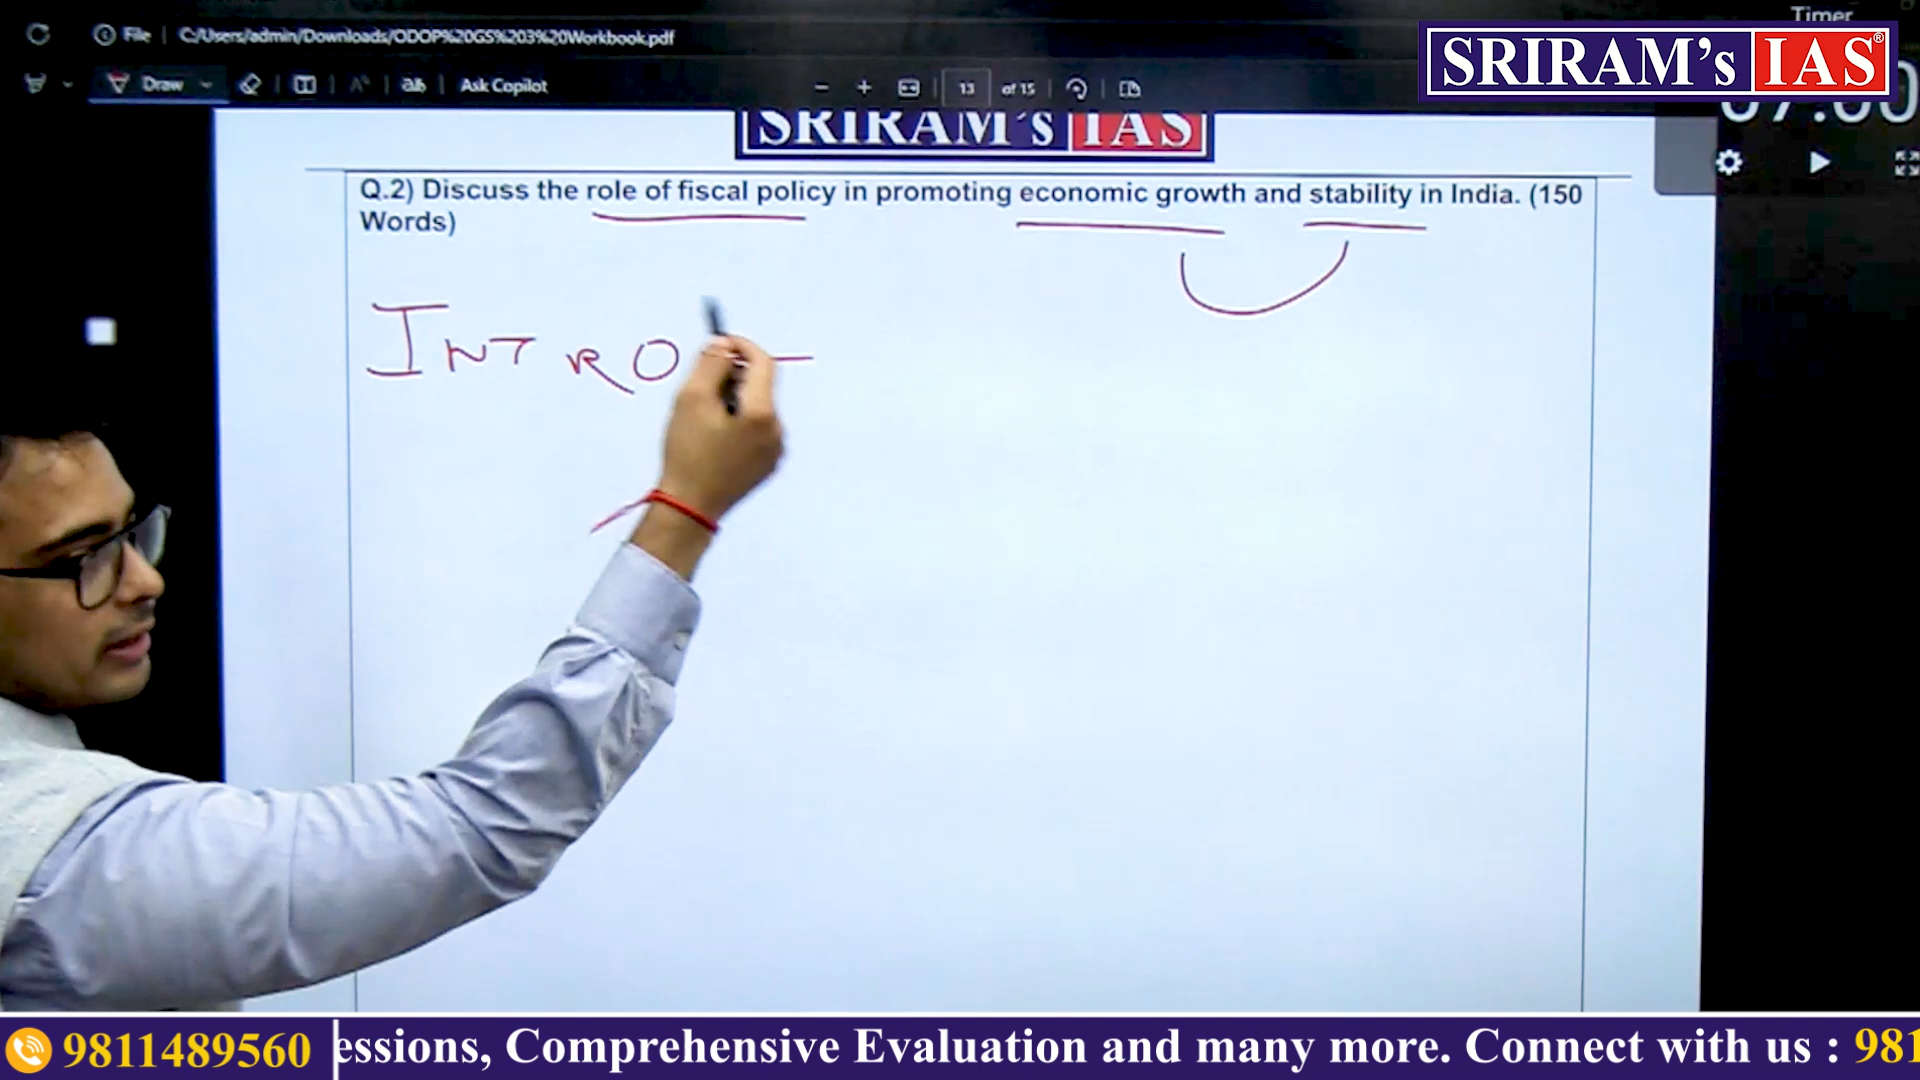 Timer
File | C:/Users/admin/Downloads/ODOP%20GS%203%20Workbook.pdf
SRIRAM's IAS®
Draw
ab
Ask Copilot
13 of 15
SRIRAM's IAS
Q.2) Discuss the role of fiscal policy in promoting economic growth and stability in India. (150
Words)
INTRO
9811489560 essions, Comprehensive Evaluation and many more. Connect with us : 981